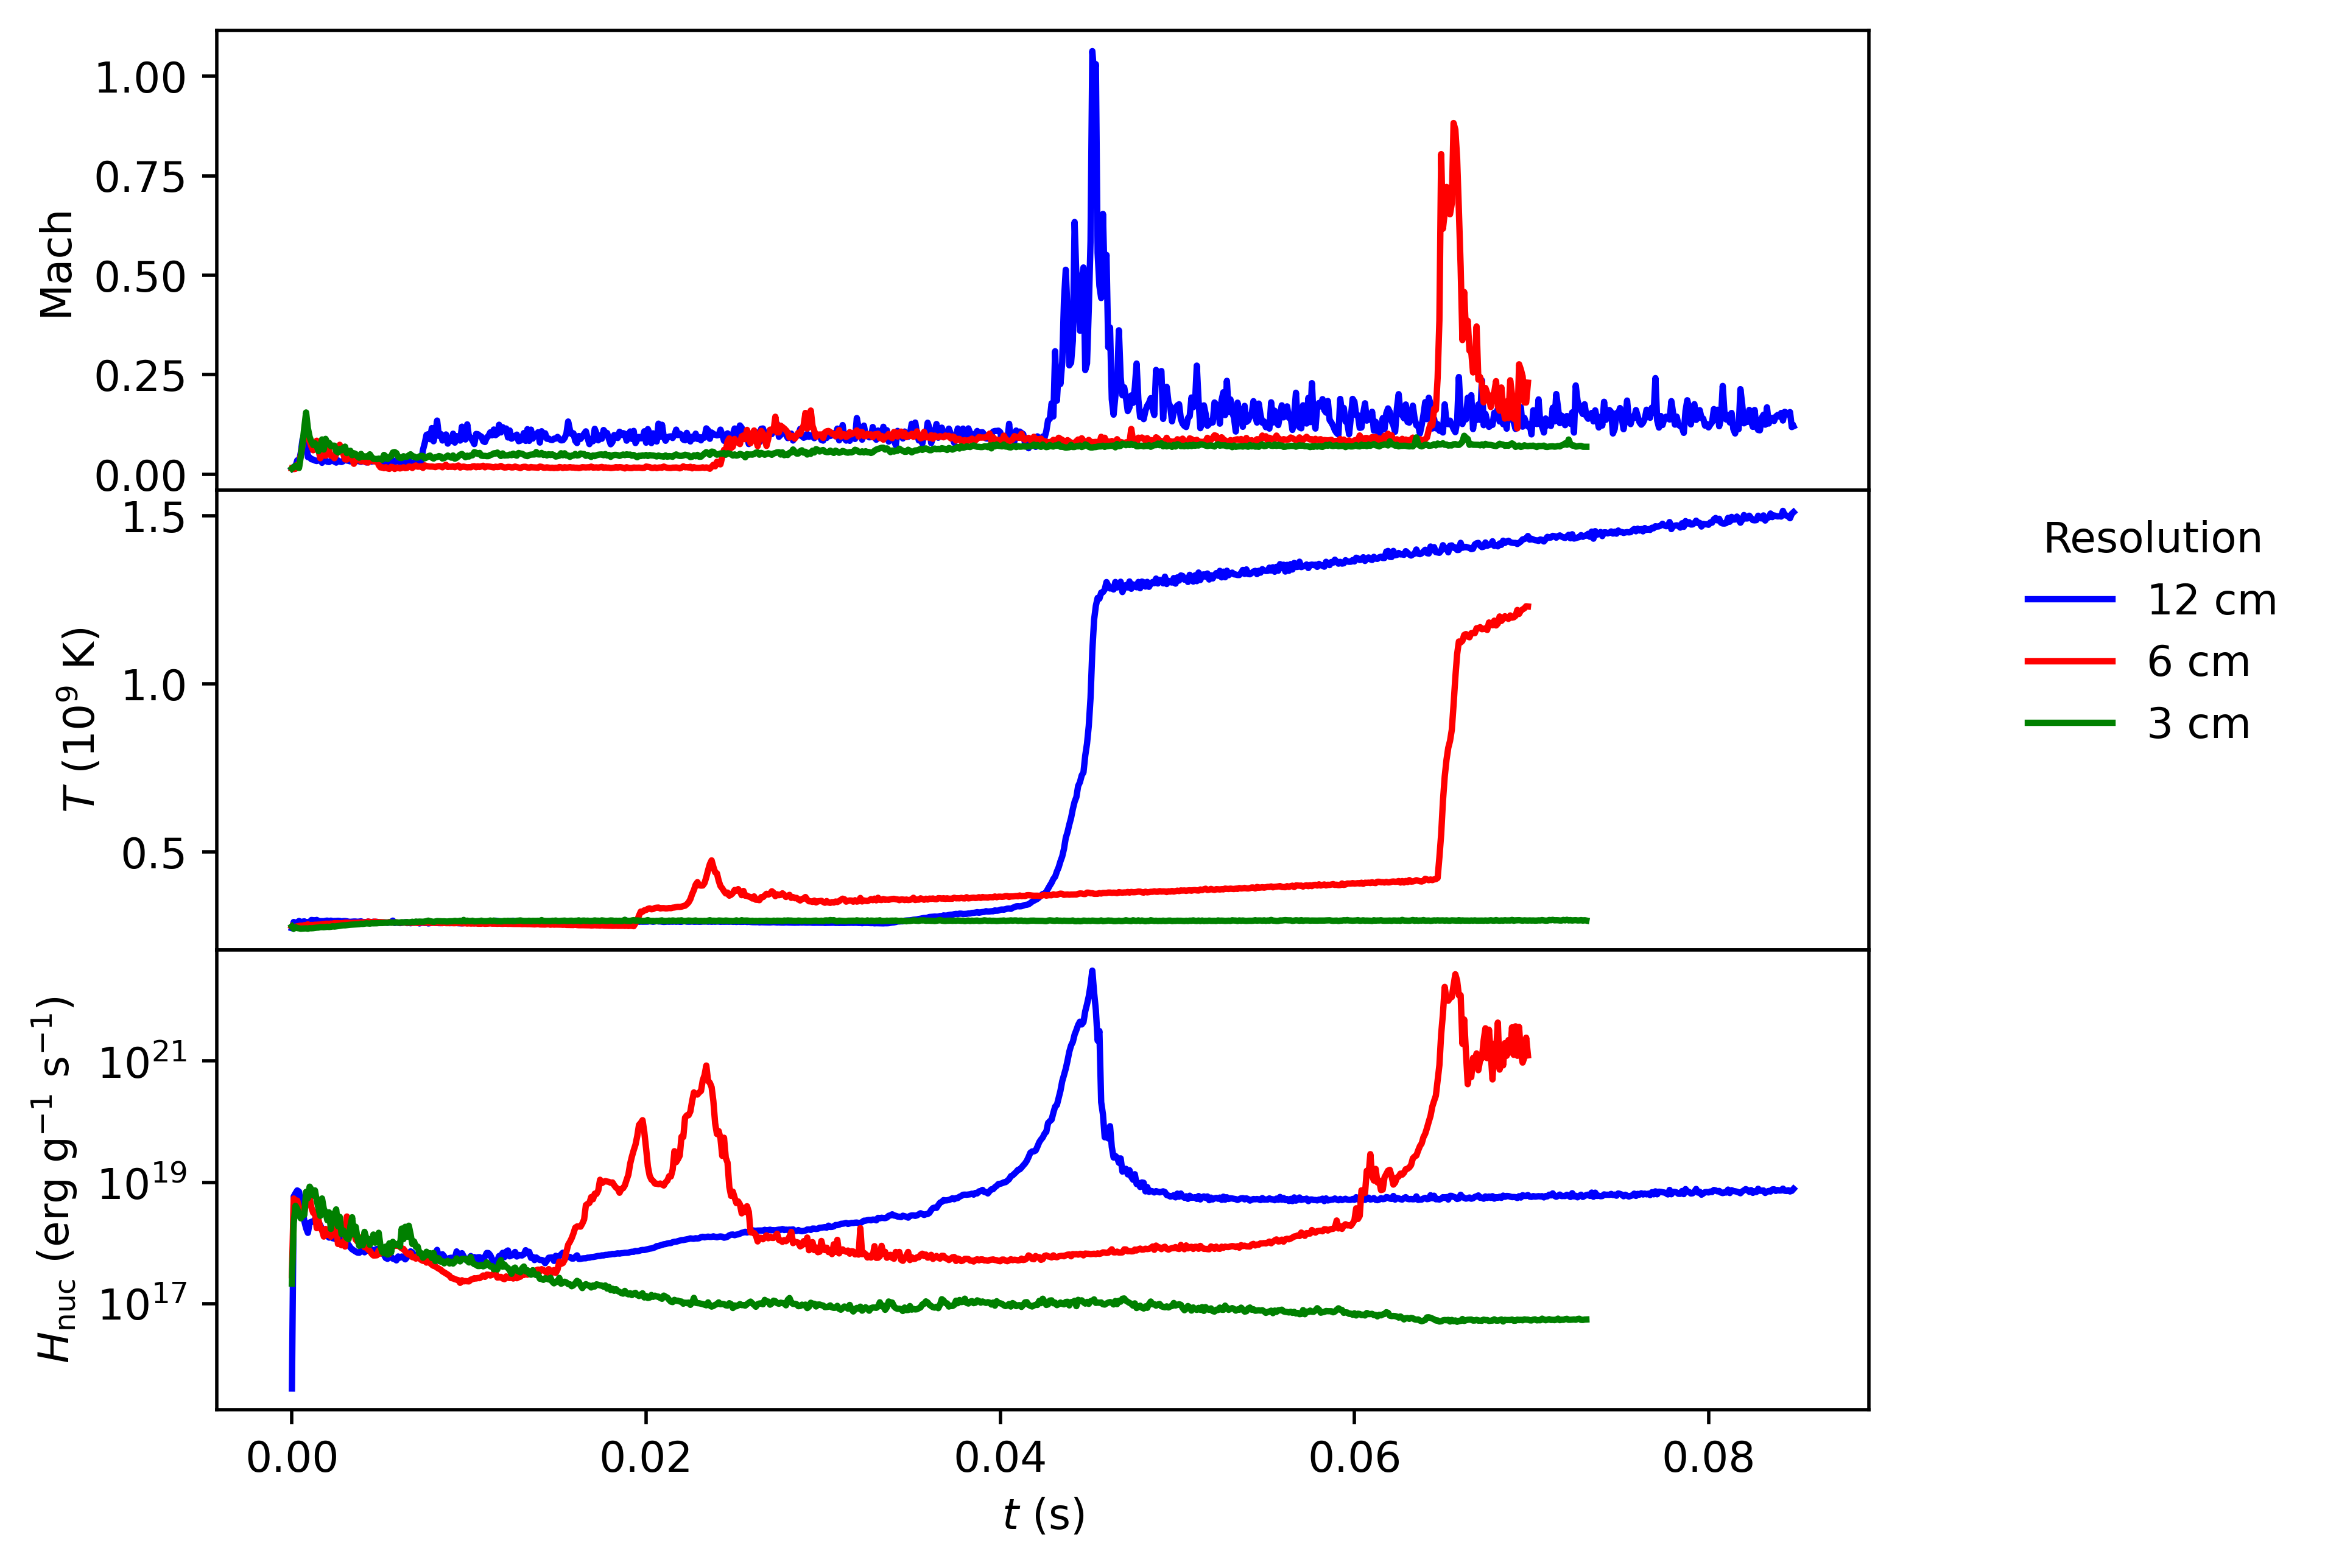 Mach
1.00
0.75
0.50
0.25
0.00
T (10⁹ K)
1.5
1.0
0.5
Hnuc (erg g⁻¹ s⁻¹)
10²¹
10¹⁹
10¹⁷
0.00 0.02 0.04 0.06 0.08
t (s)
Resolution
12 cm
6 cm
3 cm